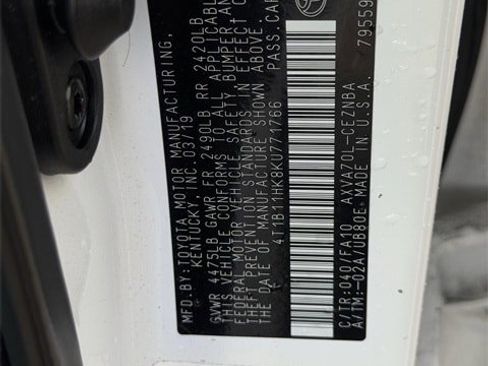 MFD. BY: TOYOTA MOTOR MANUFACTURING,
KENTUCKY, INC. 03/19
GVWR 4475LB GAWR FR 2490LB RR 2420LB
THIS VEHICLE CONFORMS TO ALL APPLICABLE
FEDERAL MOTOR VEHICLE SAFETY, BUMPER, AND
THEFT PREVENTION STANDARDS IN EFFECT
ON THE DATE OF MANUFACTURE SHOWN ABOVE.
4T1B11HK8KU771766 PASS.CAR
C/TR:040/FA10 AXVA70L-CEZNBA
A/TM:-02A/UB80E MADE IN U.S.A. 79559